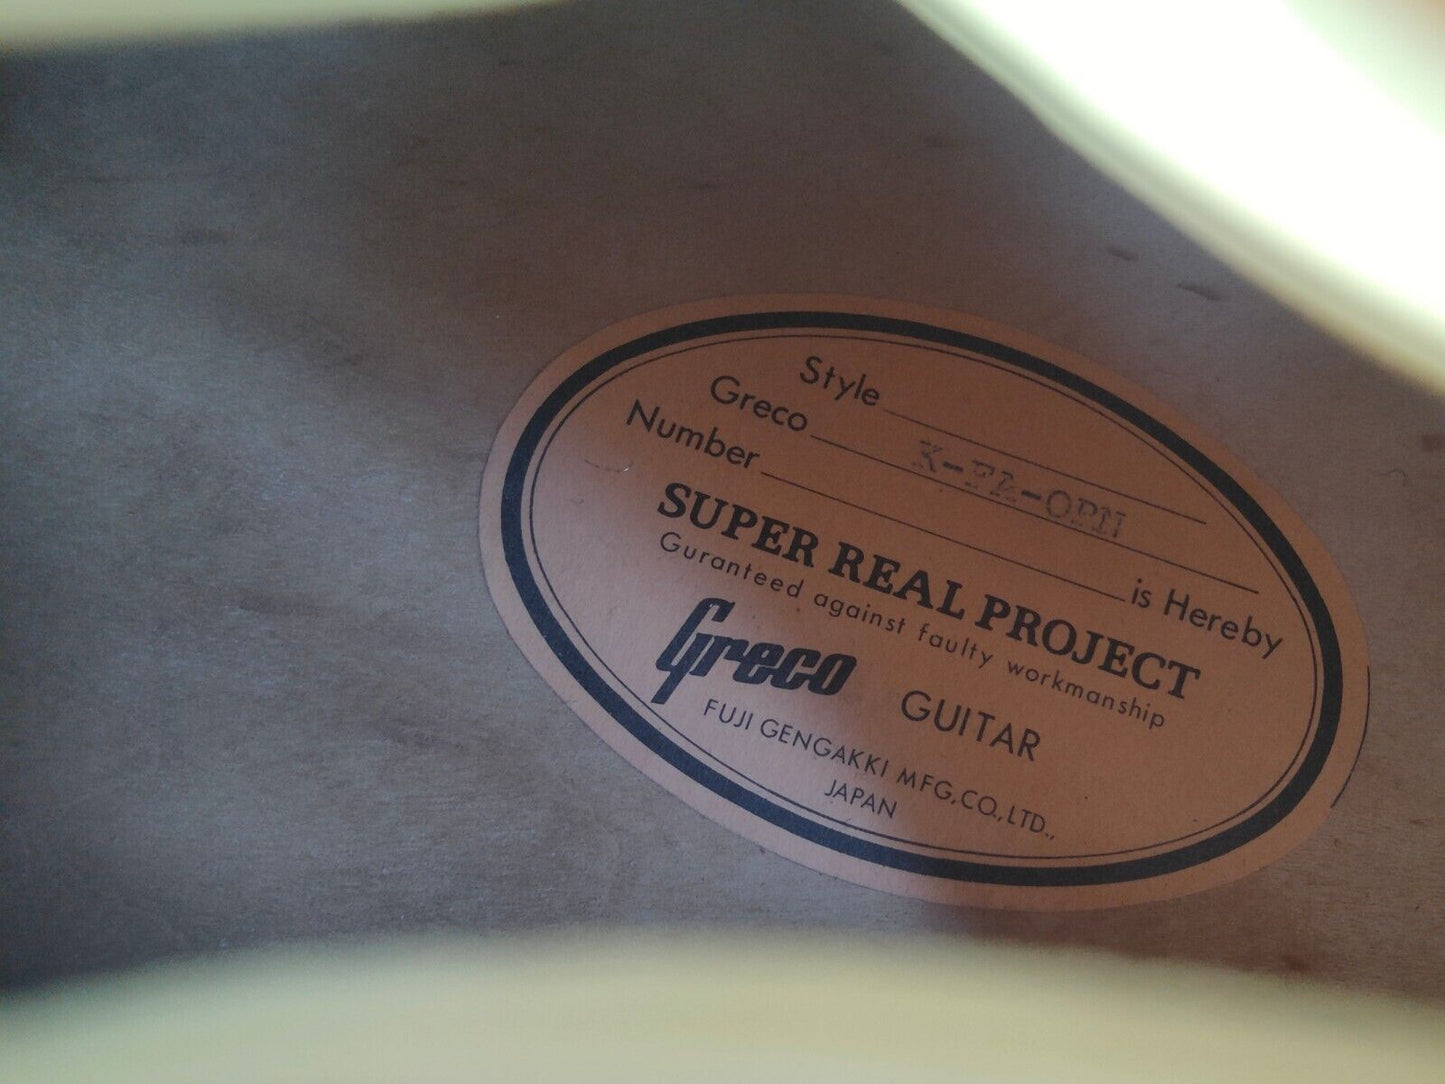 Style
Greco
Number
is Hereby
SUPER REAL PROJECT
Guranteed against faulty workmanship
Greco GUITAR
FUJI GENGAKKI MFG.CO.,LTD.,
JAPAN